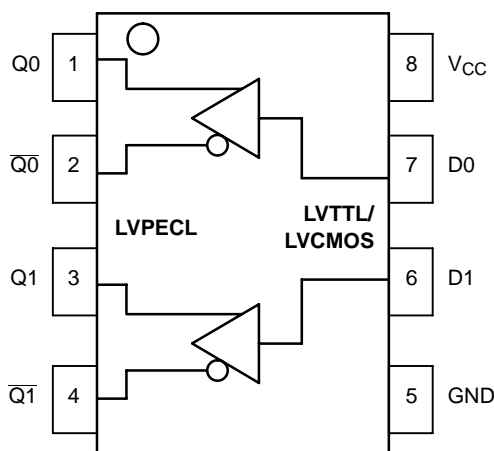 Q0 1 8 VCC
Q̅0̅ 2 7 D0
LVPECL LVTTL/
LVCMOS
Q1 3 6 D1
Q̅1̅ 4 5 GND